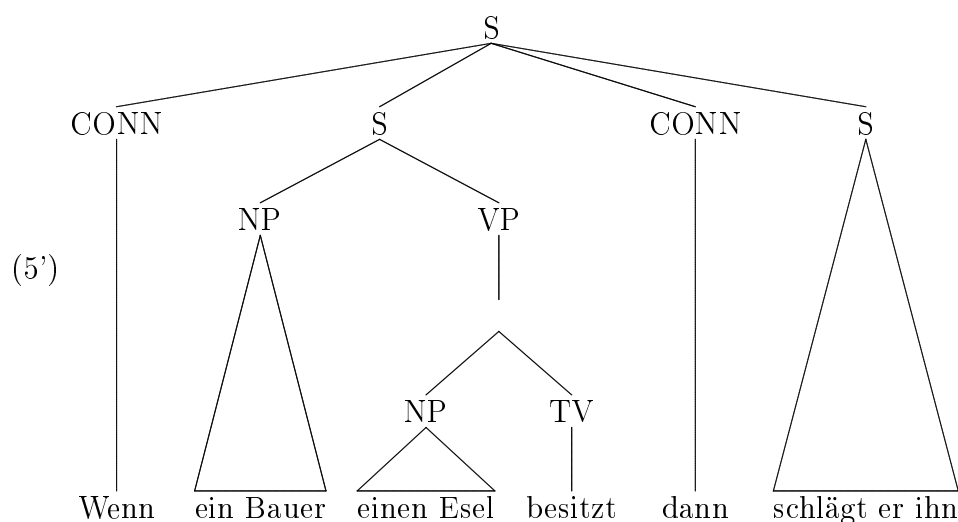 S
CONN S CONN S
NP VP
(5')
NP TV
Wenn ein Bauer einen Esel besitzt dann schlägt er ihn